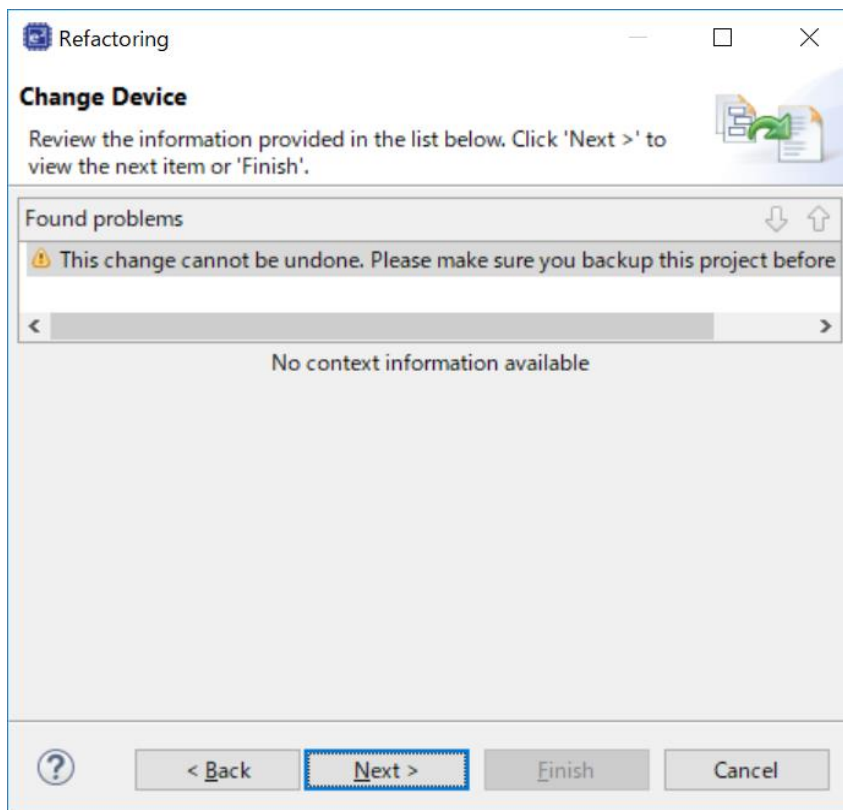 Refactoring
Change Device
Review the information provided in the list below. Click 'Next >' to
view the next item or 'Finish'.
Found problems
This change cannot be undone. Please make sure you backup this project before
No context information available
?
< Back
Next >
Finish
Cancel